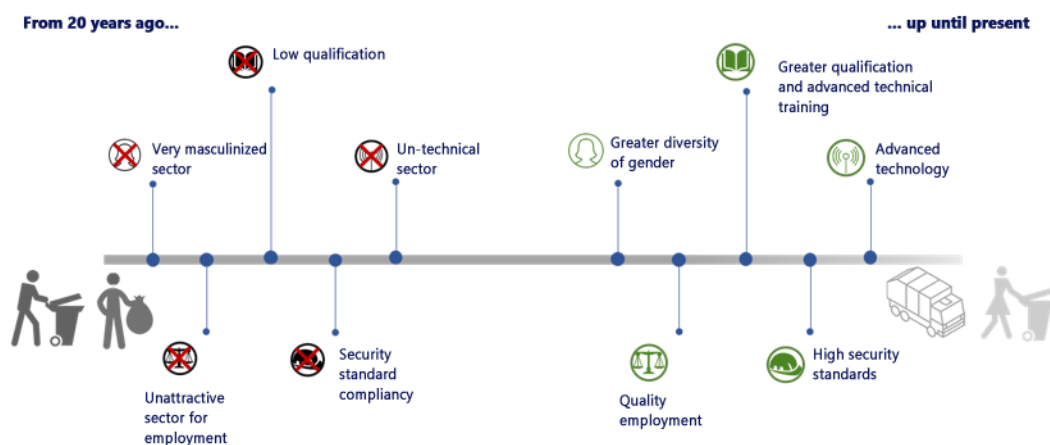 From 20 years ago...
... up until present
Low qualification
Greater qualification
and advanced technical
training
Very masculinized
sector
Un-technical
sector
Greater diversity
of gender
Advanced
technology
Unattractive
sector for
employment
Security
standard
compliancy
Quality
employment
High security
standards